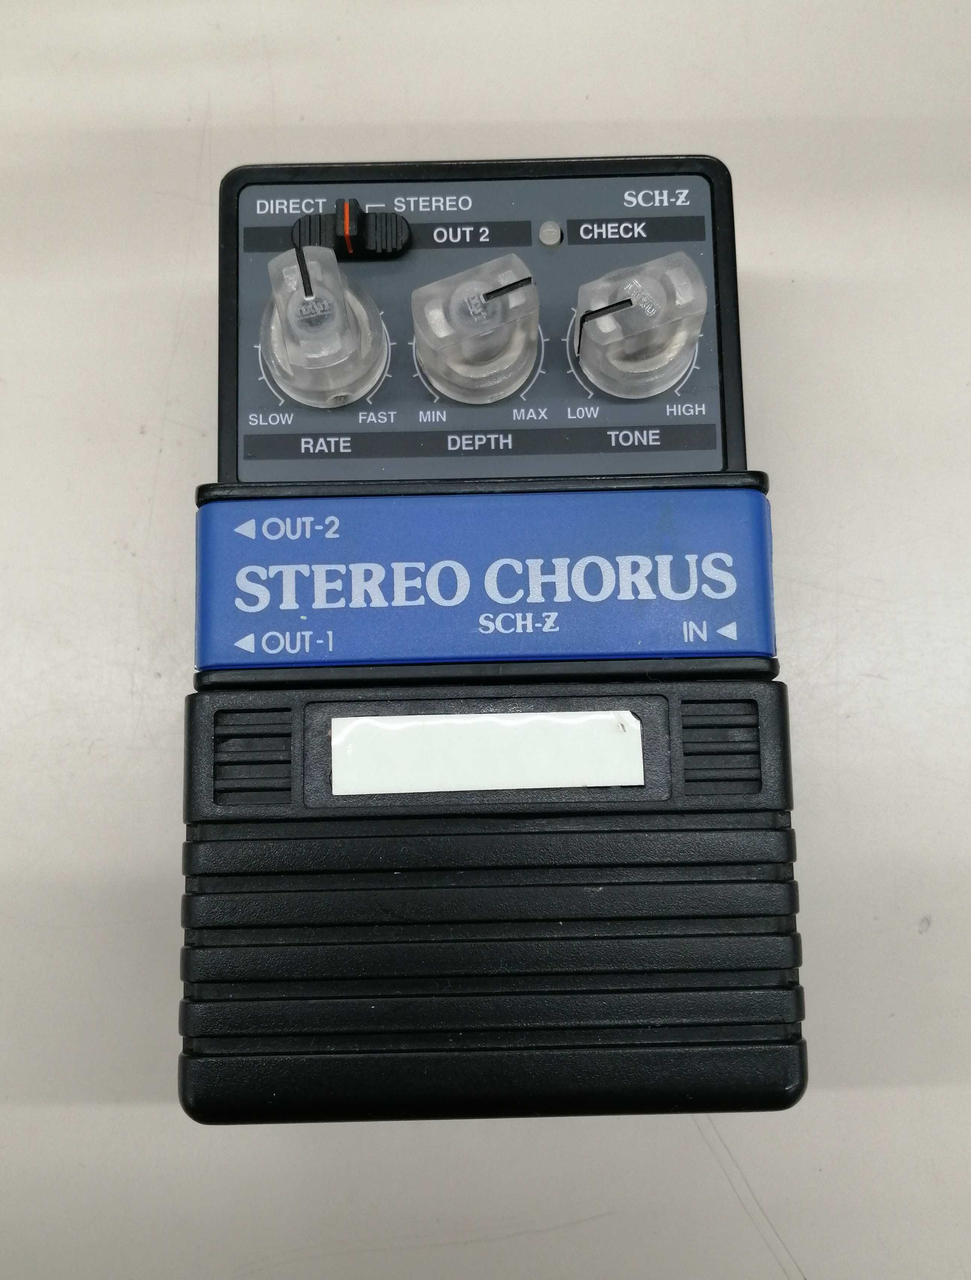 DIRECT STEREO SCH-Z
OUT 2 CHECK
SLOW FAST MIN MAX LOW HIGH
RATE DEPTH TONE
◀ OUT-2
STEREO CHORUS
SCH-Z
◀ OUT-1 IN ◀